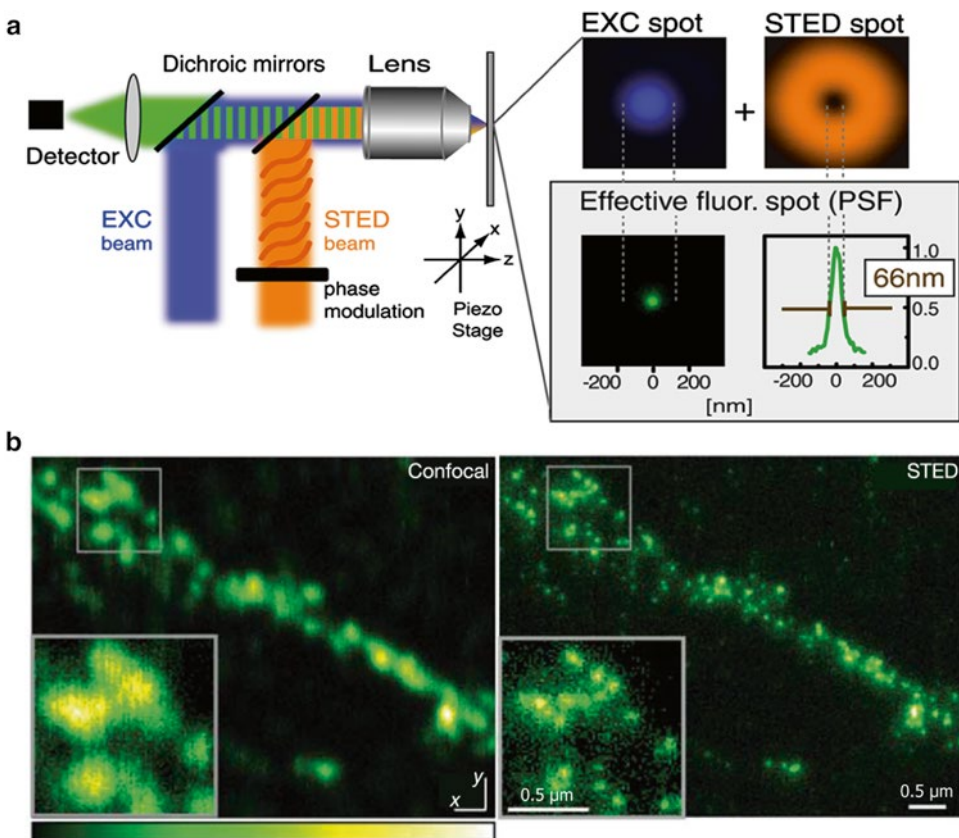 a
Dichroic mirrors
Lens
Detector
EXC
beam
STED
beam
phase
modulation
y
x
z
Piezo
Stage
EXC spot
+
STED spot
Effective fluor. spot (PSF)
-200 0 200
1.0
66nm
0.5
0.0
-200 0 200
[nm]
b
Confocal
y
x
STED
0.5 µm
0.5 µm